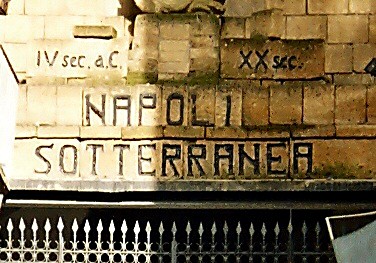 IV sec. a.C. XX sec.
NAPOLI
SOTTERRANEA